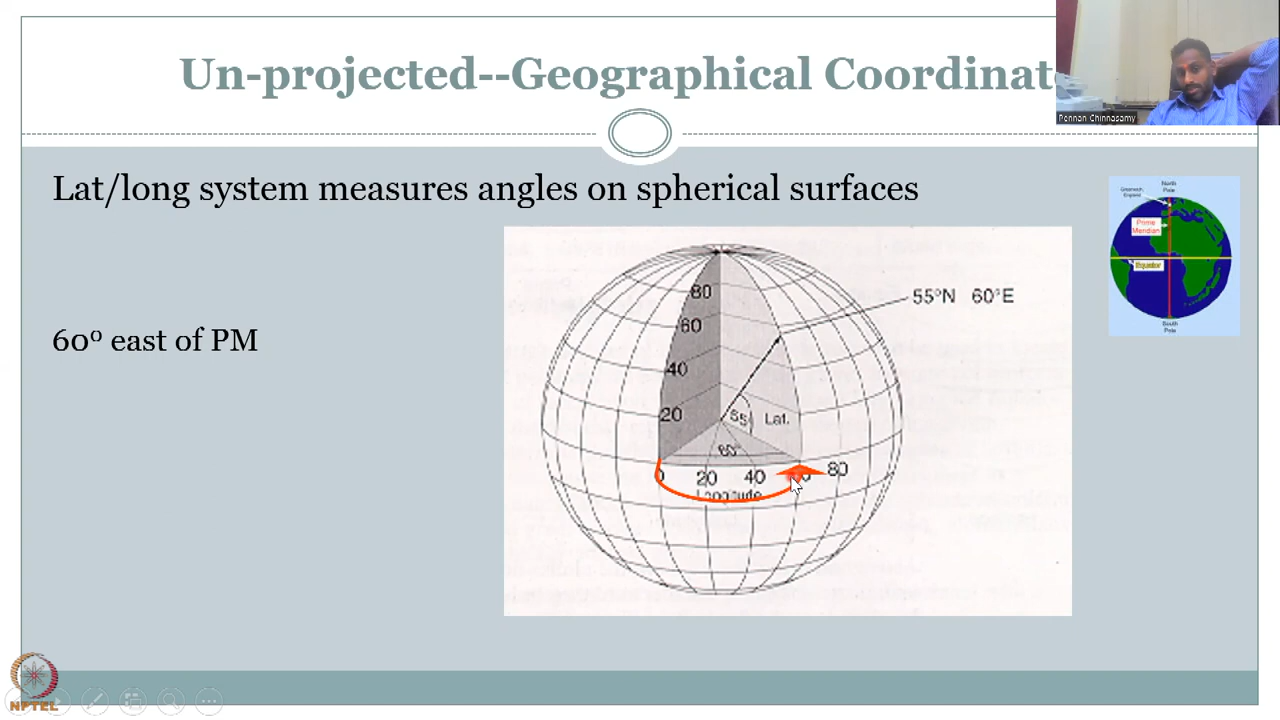 Un-projected--Geographical Coordinat
Pennan Chinnasamy
Lat/long system measures angles on spherical surfaces
60º east of PM
80
60
40
20
55
Lat.
60°
0 20 40 80
Longitude
55°N 60°E
North
Pole
Greenwich,
England
Prime
Meridian
Equator
South
Pole
NPTEL